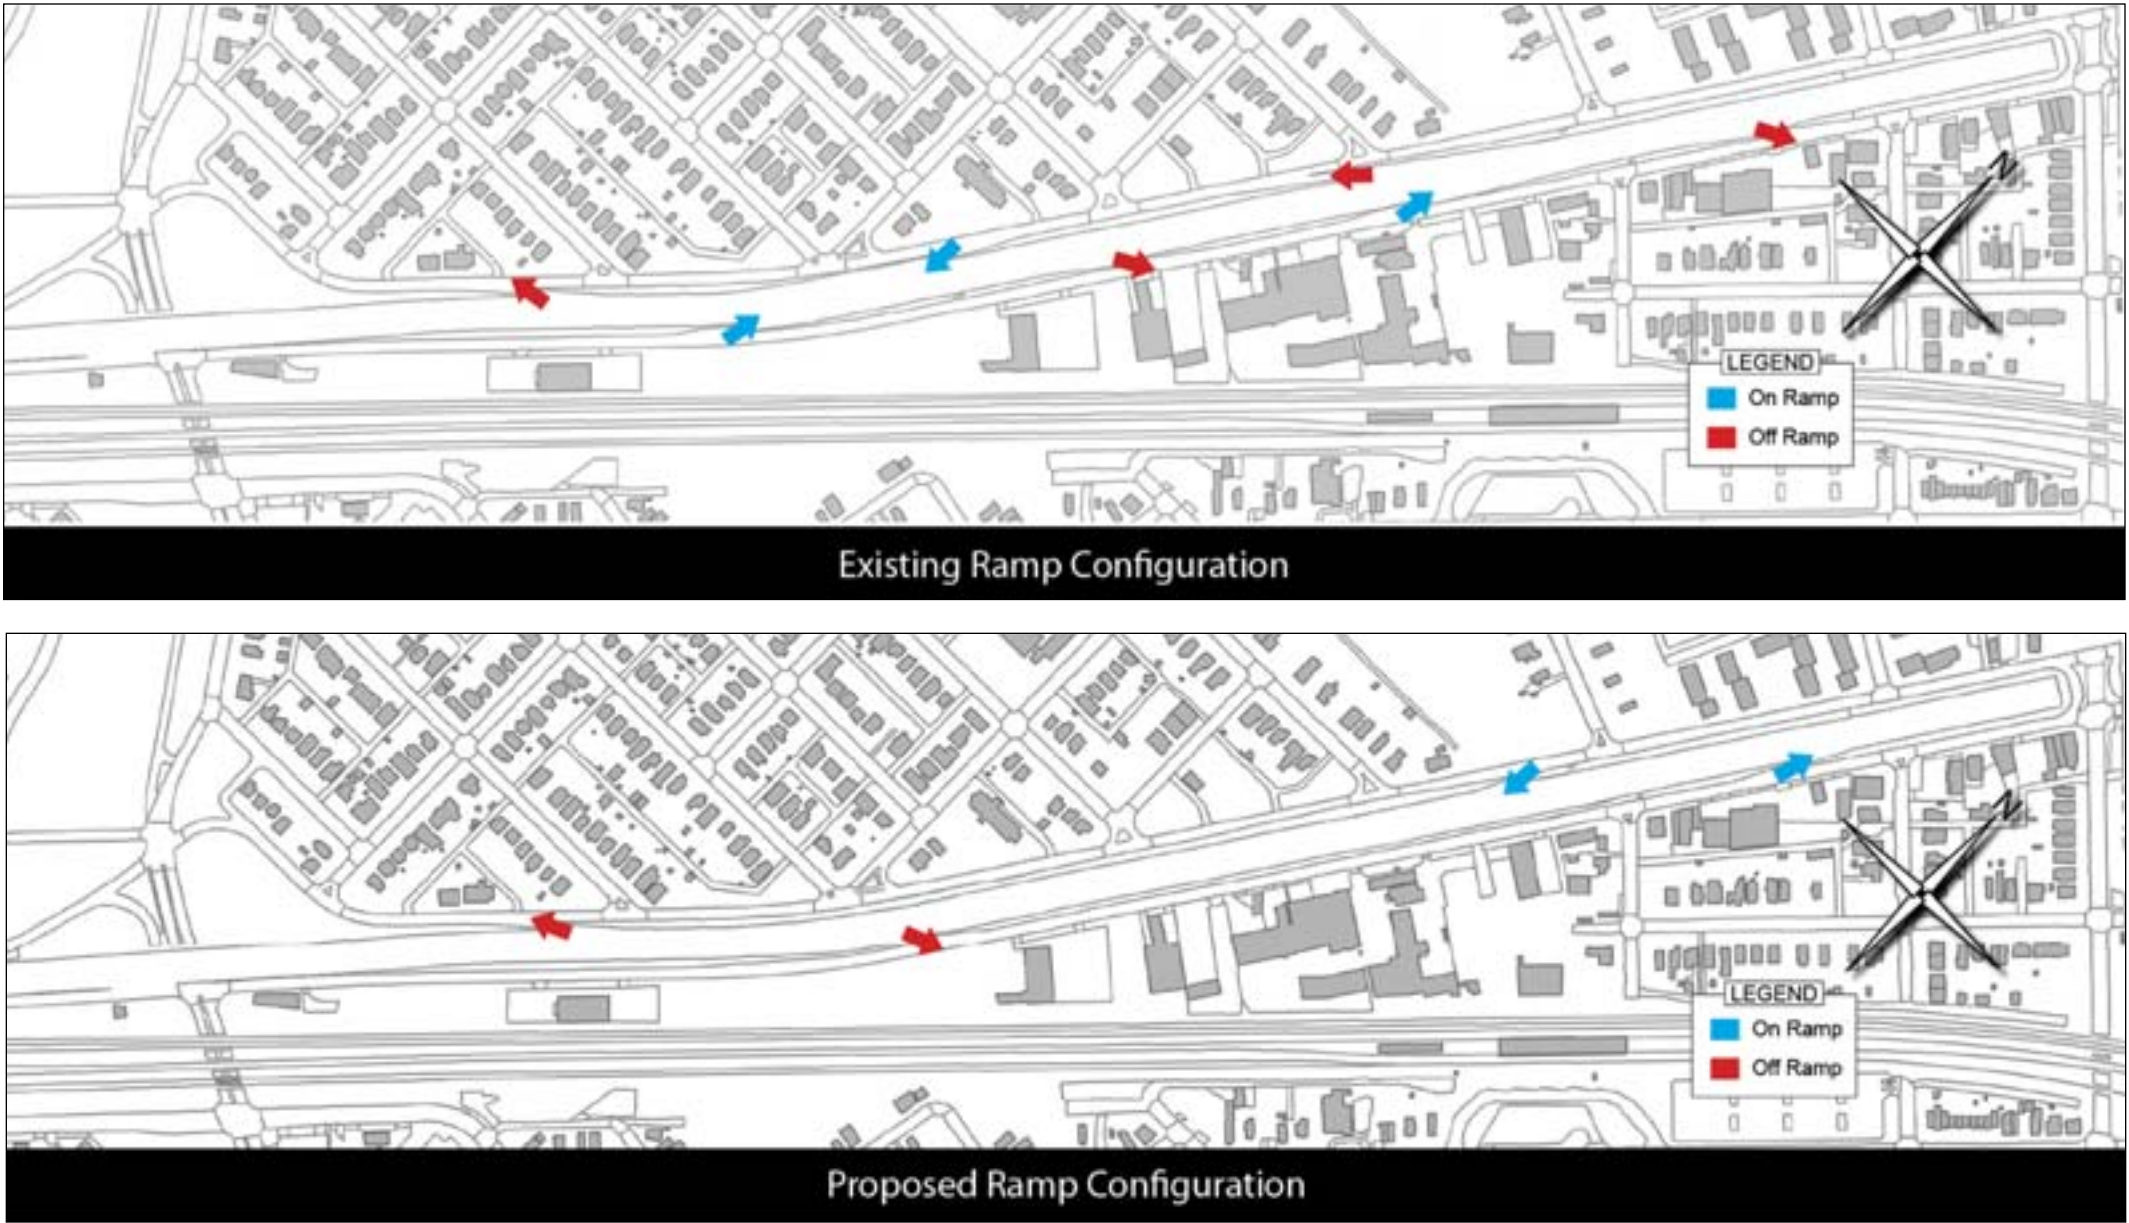 N
LEGEND
On Ramp
Off Ramp
Existing Ramp Configuration
N
LEGEND
On Ramp
Off Ramp
Proposed Ramp Configuration